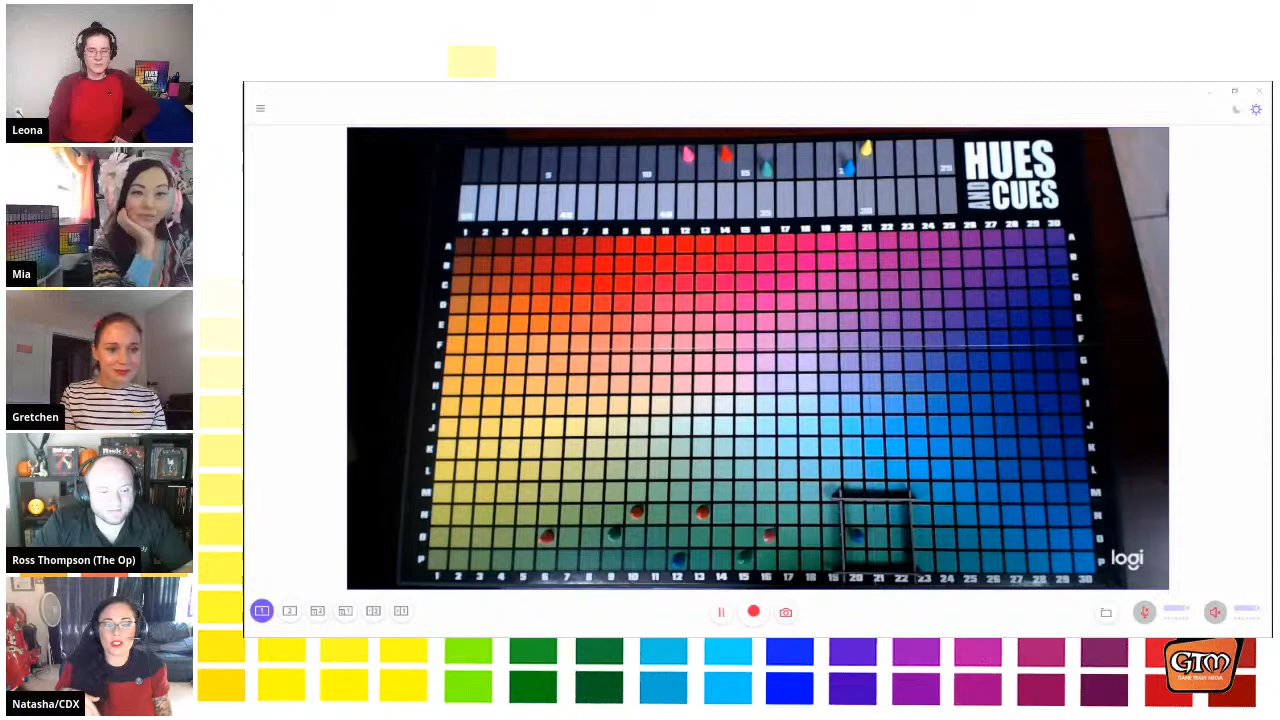 Leona
Mia
Gretchen
Ross Thompson (The Op)
Natasha/CDX
5 10 15 25
HUES
AND
CUES
1 2 3 4 5 6 7 8 9 10 11 12 13 14 15 16 17 18 19 20 21 22 23 24 25 26 27 28 29 30
A A
B B
C C
D D
E E
F F
G G
H H
I I
J J
K K
L L
M M
N N
O O
P P
1 2 3 4 5 6 7 8 9 10 11 12 13 14 15 16 17 18 19 20 21 22 23 24 25 26 27 28 29 30
logi
GTM
GAME TRADE MEDIA